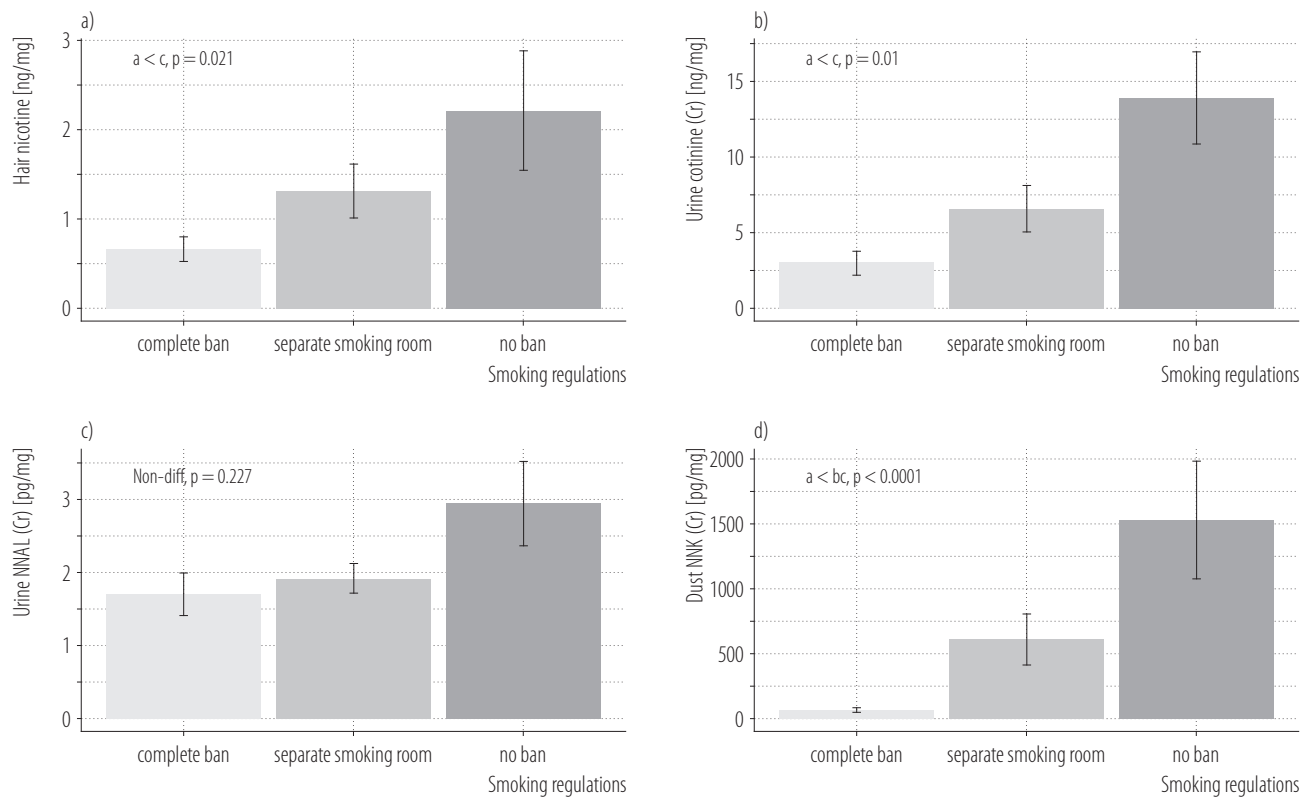 a)
Hair nicotine [ng/mg]
a < c, p = 0.021
3
2
1
0
complete ban
separate smoking room
no ban
Smoking regulations
b)
Urine cotinine (Cr) [ng/mg]
a < c, p = 0.01
15
10
5
0
complete ban
separate smoking room
no ban
Smoking regulations
c)
Urine NNAL (Cr) [pg/mg]
Non-diff, p = 0.227
3
2
1
0
complete ban
separate smoking room
no ban
Smoking regulations
d)
Dust NNK (Cr) [pg/mg]
a < bc, p < 0.0001
2000
1500
1000
500
0
complete ban
separate smoking room
no ban
Smoking regulations